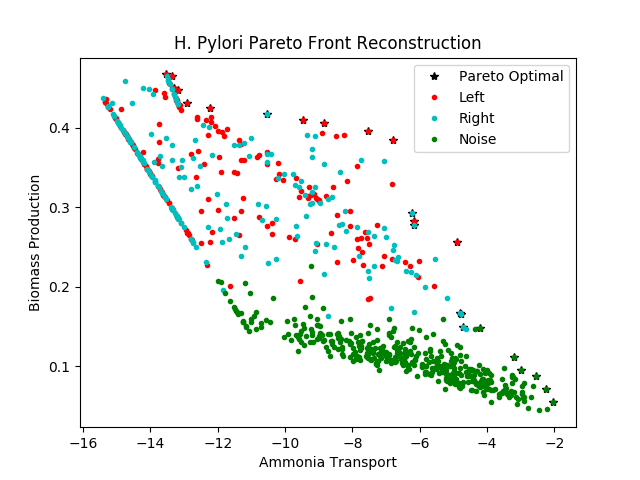 H. Pylori Pareto Front Reconstruction
Pareto Optimal
Left
Right
Noise
0.4
0.3
0.2
0.1
Biomass Production
−16
−14
−12
−10
−8
−6
−4
−2
Ammonia Transport